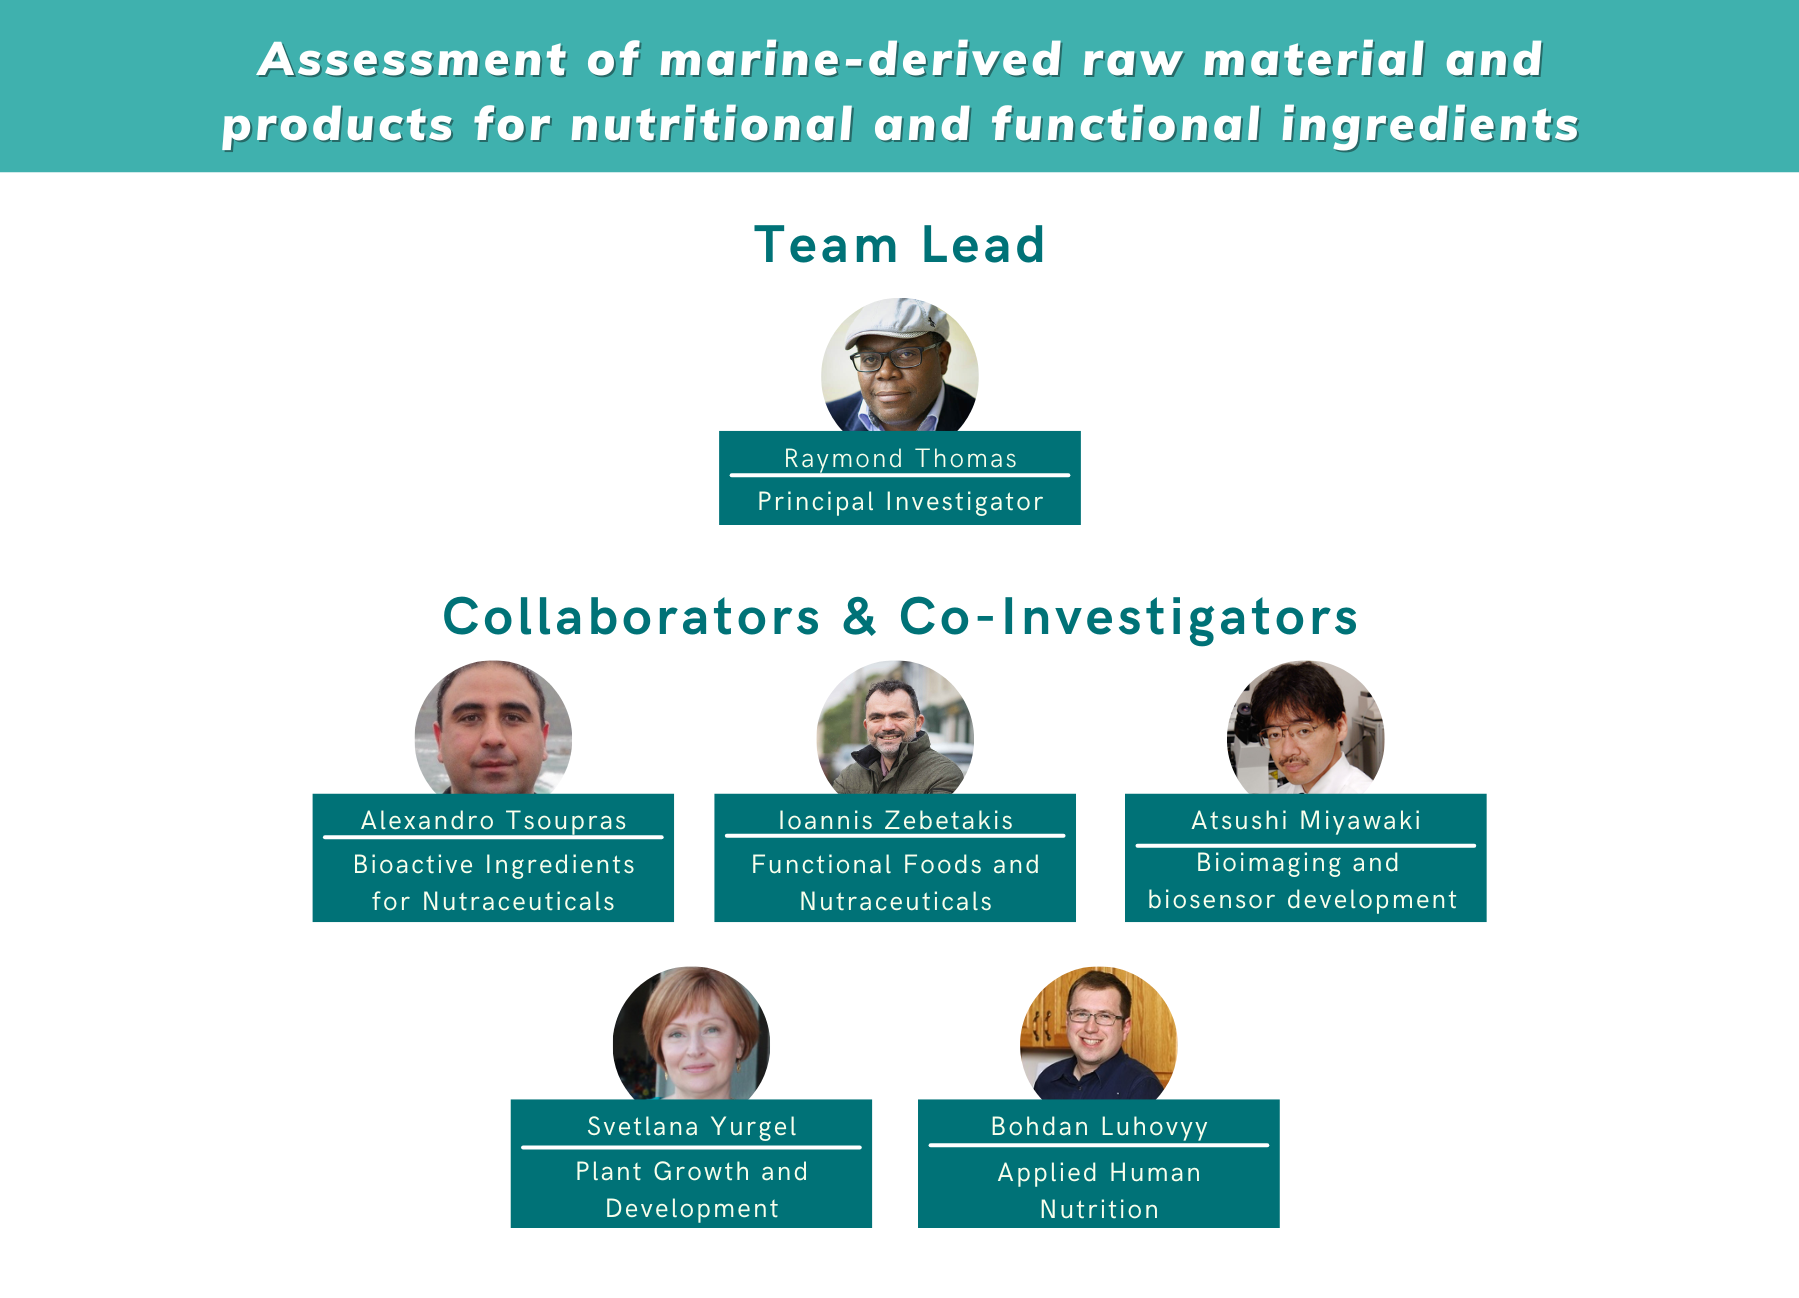 Assessment of marine-derived raw material and
products for nutritional and functional ingredients
Team Lead
Raymond Thomas
Principal Investigator
Collaborators & Co-Investigators
Alexandro Tsoupras
Bioactive Ingredients
for Nutraceuticals
Ioannis Zebetakis
Functional Foods and
Nutraceuticals
Atsushi Miyawaki
Bioimaging and
biosensor development
Svetlana Yurgel
Plant Growth and
Development
Bohdan Luhovyy
Applied Human
Nutrition